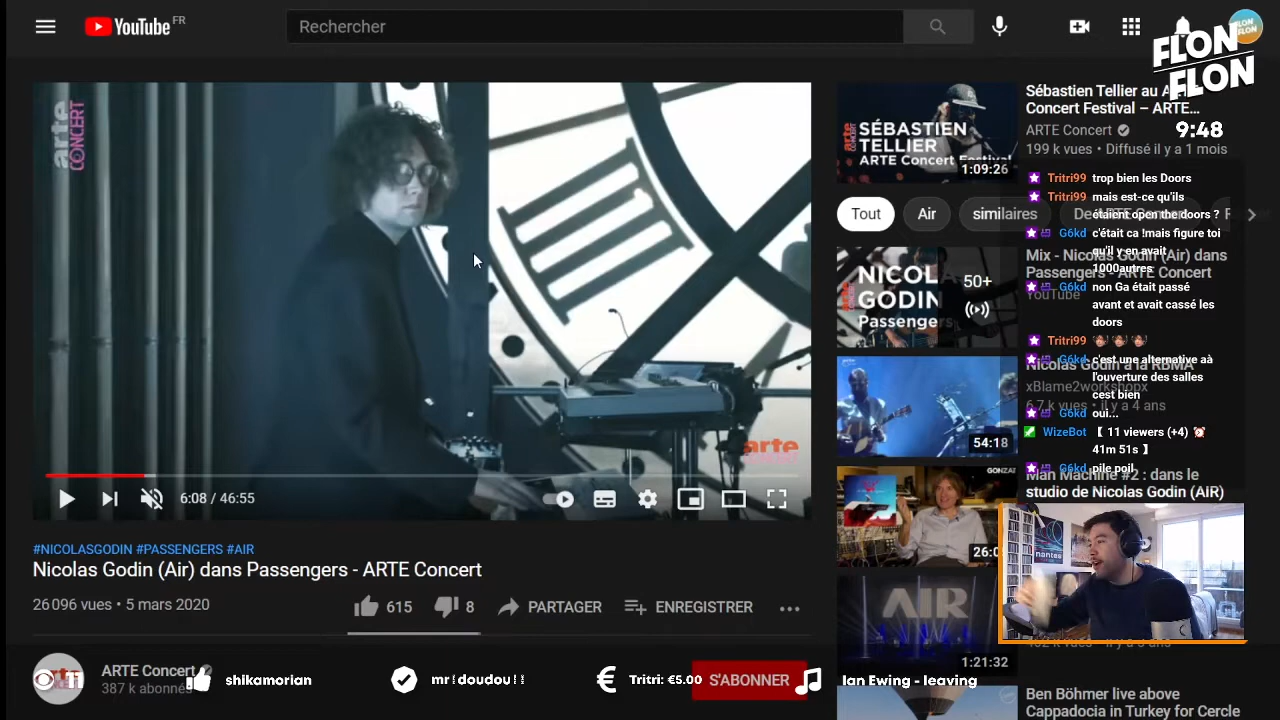 YouTube FR
Rechercher
FLON
FLON
9:48
arte
CONCERT
arte
6:08 / 46:55
#NICOLASGODIN #PASSENGERS #AIR
Nicolas Godin (Air) dans Passengers - ARTE Concert
26 096 vues • 5 mars 2020
615
8
PARTAGER
ENREGISTRER
ARTE Concert
387 k abonnés
S'ABONNER
11
shikamorian
mr!doudou!!
€ Tritri: €5.00
Ian Ewing - leaving
SÉBASTIEN
TELLIER
ARTE Concert Festival
1:09:26
Sébastien Tellier au
Concert Festival – ARTE...
ARTE Concert
199 k vues • Diffusé il y a 1 mois
Tout
Air
similaires
NICOL
GODIN
Passengers
50+
Mix - Nicolas Godin (Air) dans
Passengers - ARTE Concert
YouTube
54:18
Nicolas Godin à la RBMA
xBlame2workshopx
6,7 k vues • il y a 4 ans
GONZAÏ
26:0
Man Machine #2 : dans le
studio de Nicolas Godin (AIR)
AIR
1:21:32
Ben Böhmer live above
Cappadocia in Turkey for Cercle
Tritri99 trop bien les Doors
Tritri99 mais est-ce qu'ils
étaient open the doors ?
G6kd c'était ca !mais figure toi
qu'il y en avait
1000autres
G6kd non Ga était passé
avant et avait cassé les
doors
Tritri99
G6kd c'est une alternative aà
l'ouverture des salles
cest bien
G6kd oui...
WizeBot 【 11 viewers (+4)
41m 51s 】
G6kd pile poil
nantes